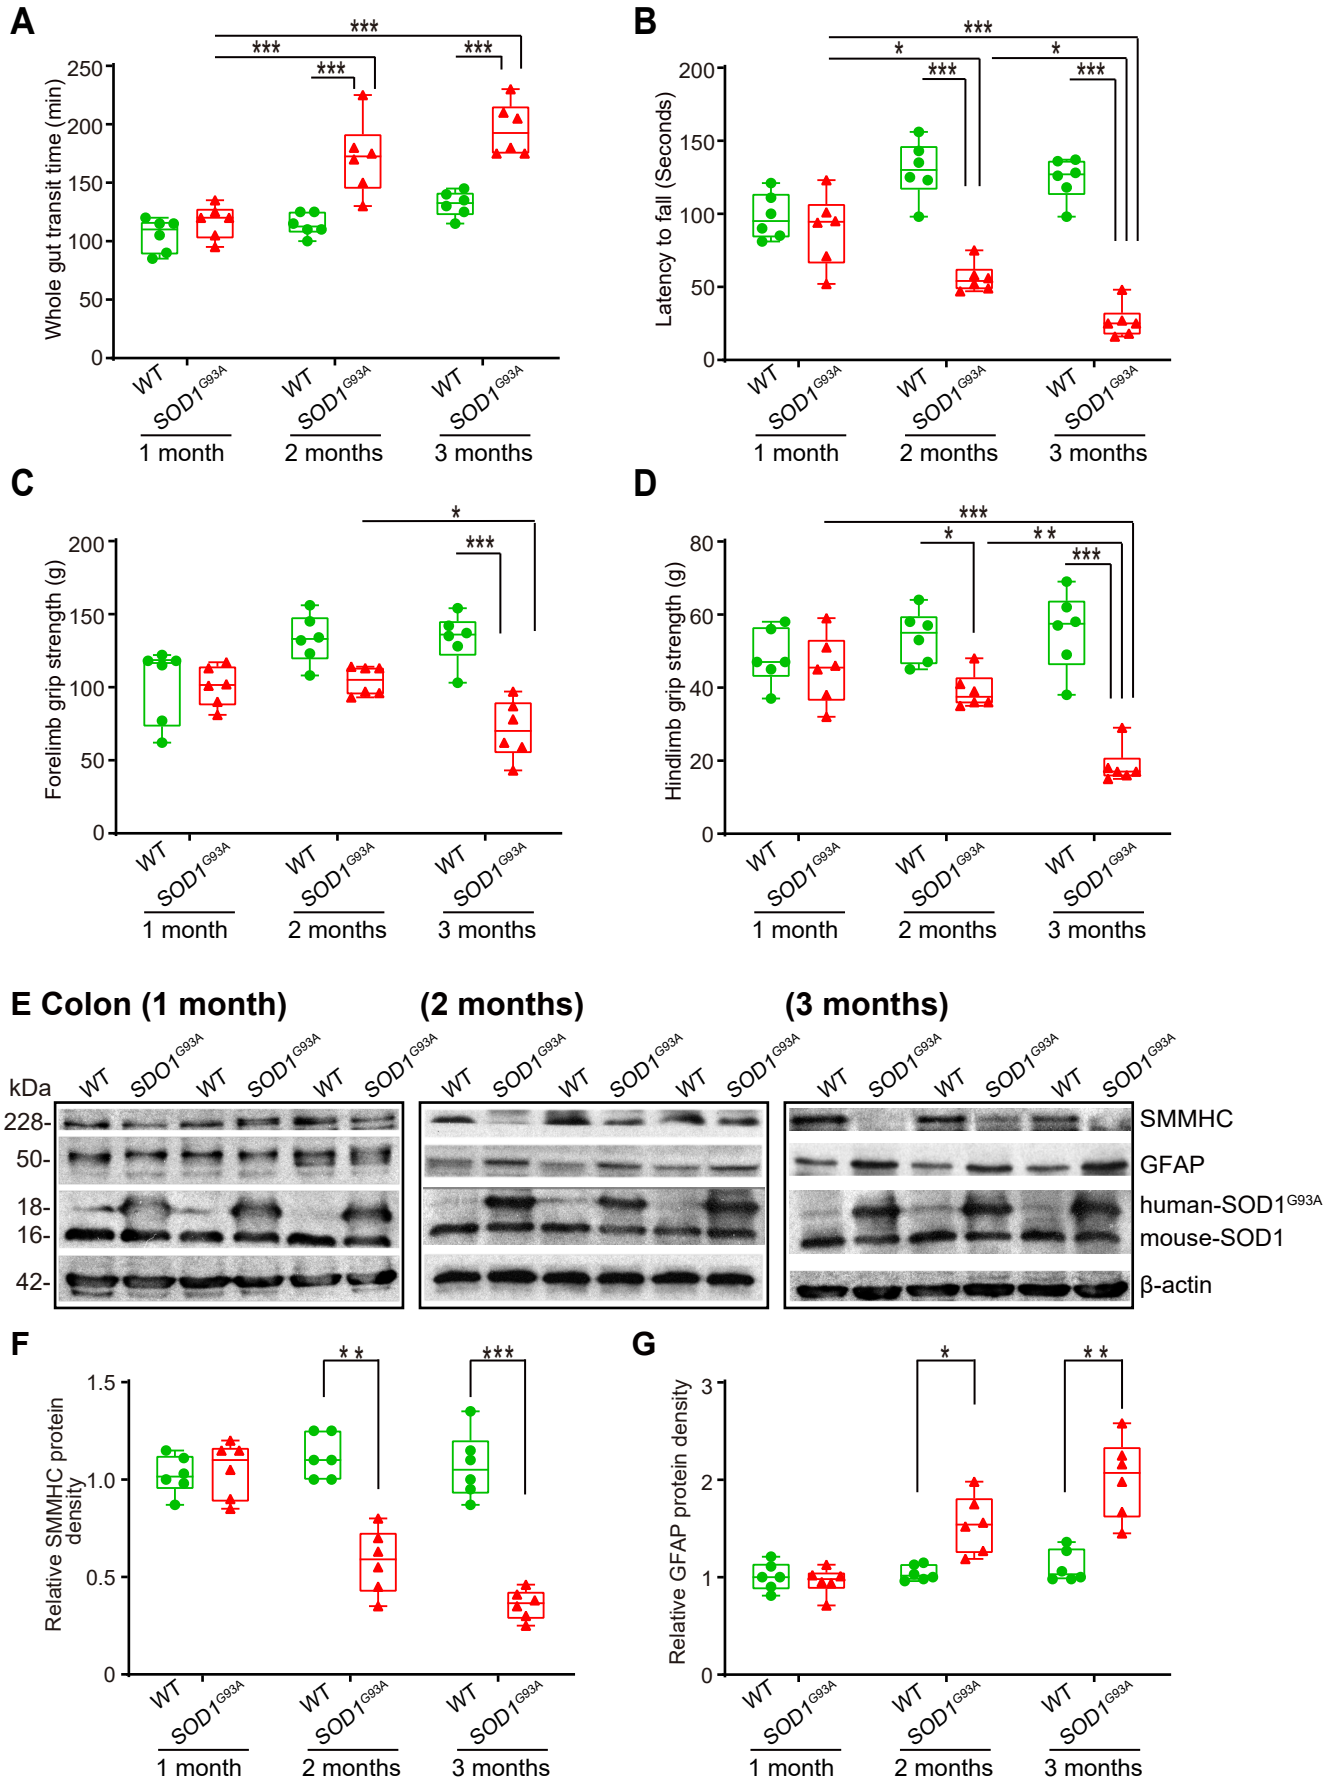 A
Whole gut transit time (min)
250
200
150
100
50
0
***
***
***
***
WT
SOD1G93A
WT
SOD1G93A
WT
SOD1G93A
1 month
2 months
3 months
B
Latency to fall (Seconds)
200
150
100
50
0
***
*
*
***
***
WT
SOD1G93A
WT
SOD1G93A
WT
SOD1G93A
1 month
2 months
3 months
C
Forelimb grip strength (g)
200
150
100
50
0
*
***
WT
SOD1G93A
WT
SOD1G93A
WT
SOD1G93A
1 month
2 months
3 months
D
Hindlimb grip strength (g)
80
60
40
20
0
***
*
**
***
WT
SOD1G93A
WT
SOD1G93A
WT
SOD1G93A
1 month
2 months
3 months
E Colon (1 month)
(2 months)
(3 months)
kDa
WT
SDO1G93A
WT
SOD1G93A
WT
SOD1G93A
WT
SOD1G93A
WT
SOD1G93A
WT
SOD1G93A
WT
SOD1G93A
WT
SOD1G93A
WT
SOD1G93A
228-
50-
18-
16-
42-
SMMHC
GFAP
human-SOD1G93A
mouse-SOD1
β-actin
F
Relative SMMHC protein
density
1.5
1.0
0.5
0
**
***
WT
SOD1G93A
WT
SOD1G93A
WT
SOD1G93A
1 month
2 months
3 months
G
Relative GFAP protein density
3
2
1
0
*
**
WT
SOD1G93A
WT
SOD1G93A
WT
SOD1G93A
1 month
2 months
3 months